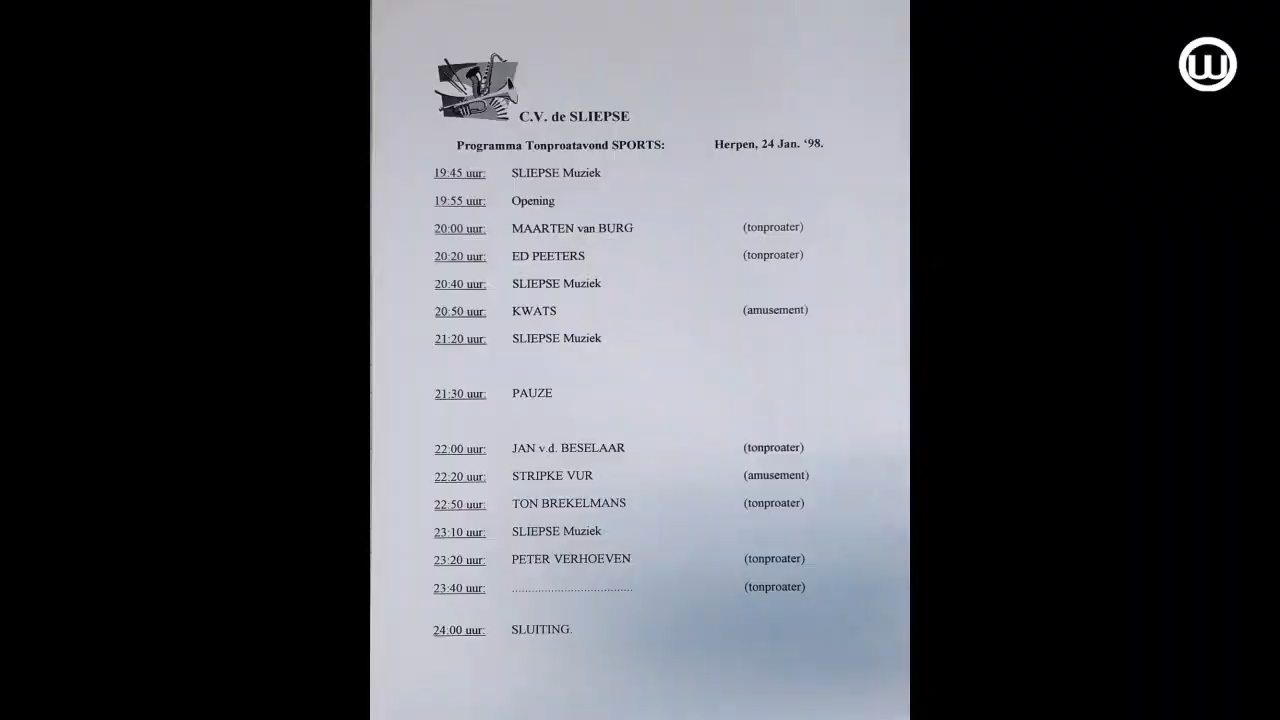 C.V. de SLIEPSE
Programma Tonproatavond SPORTS: Herpen, 24 Jan. ‘98.
19:45 uur: SLIEPSE Muziek
19:55 uur: Opening
20:00 uur: MAARTEN van BURG (tonproater)
20:20 uur: ED PEETERS (tonproater)
20:40 uur: SLIEPSE Muziek
20:50 uur: KWATS (amusement)
21:20 uur: SLIEPSE Muziek
21:30 uur: PAUZE
22:00 uur: JAN v.d. BESELAAR (tonproater)
22:20 uur: STRIPKE VUR (amusement)
22:50 uur: TON BREKELMANS (tonproater)
23:10 uur: SLIEPSE Muziek
23:20 uur: PETER VERHOEVEN (tonproater)
23:40 uur: ..................................... (tonproater)
24:00 uur: SLUITING.
W